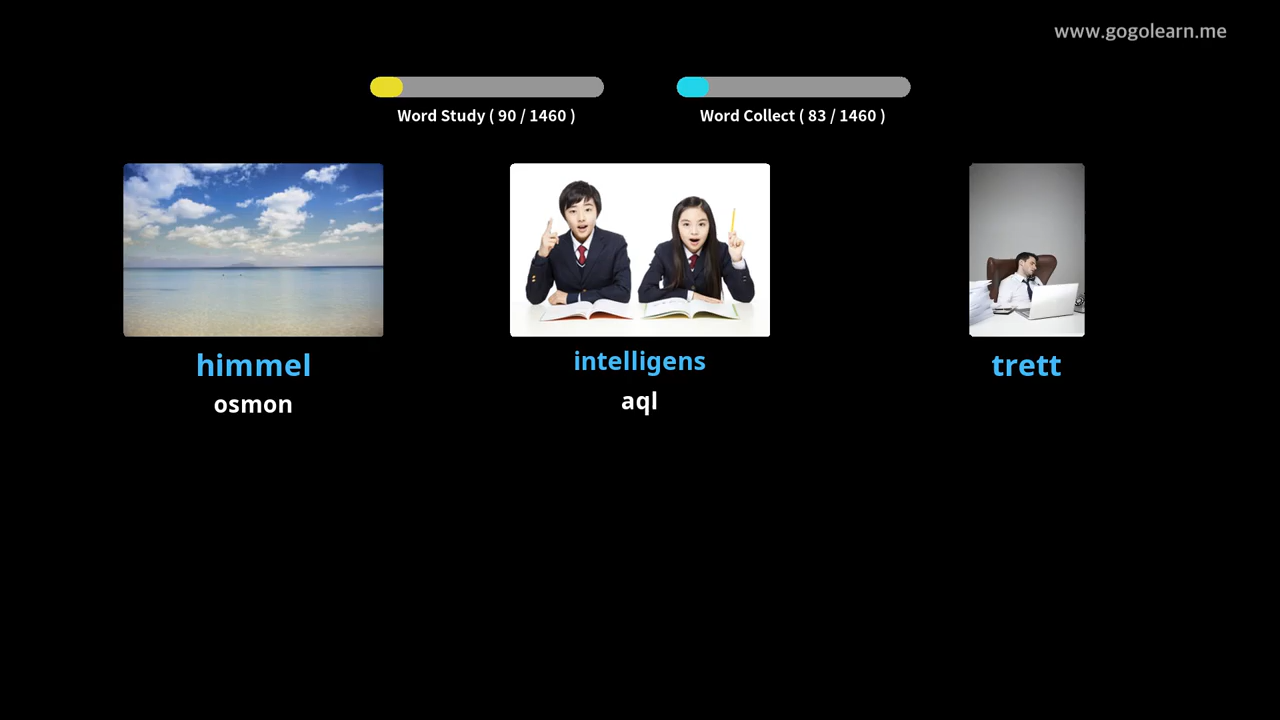 www.gogolearn.me
Word Study ( 90 / 1460 )
Word Collect ( 83 / 1460 )
himmel
osmon
intelligens
aql
trett